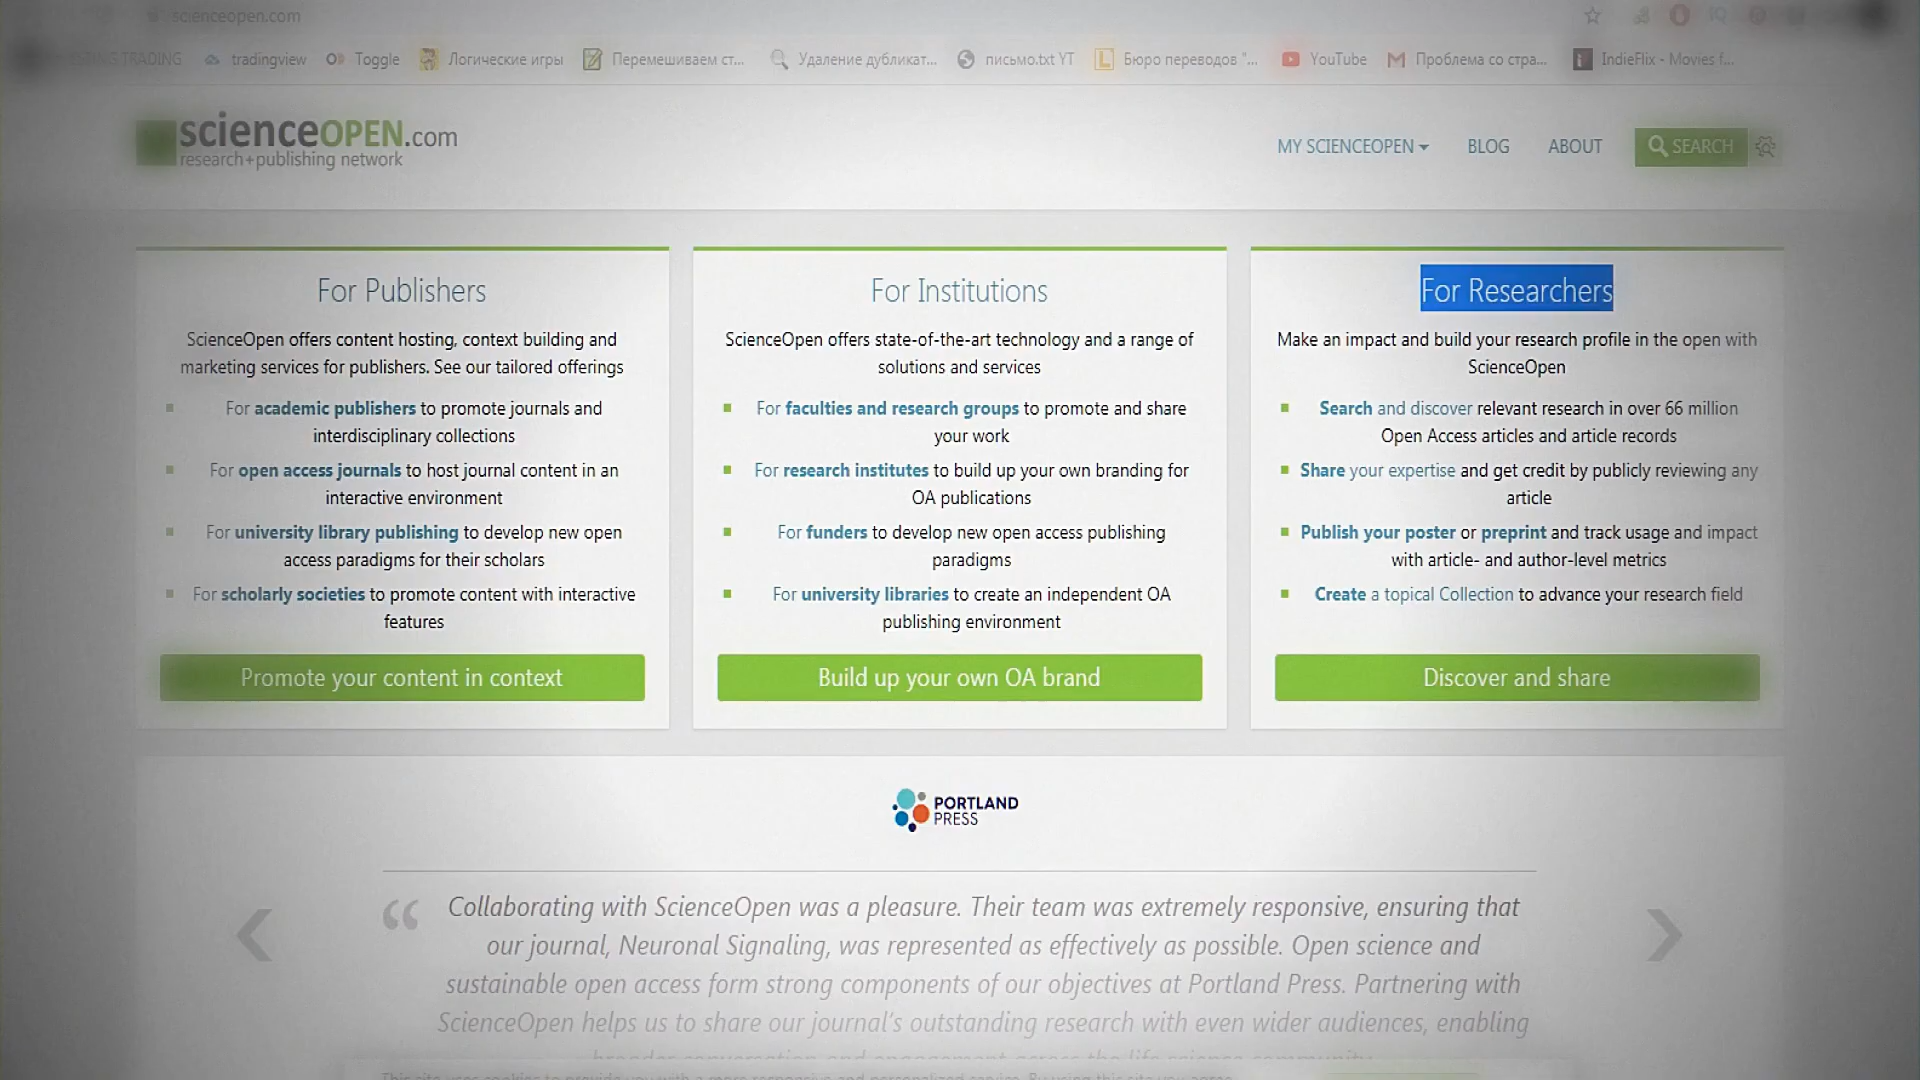 scienceopen.com
TRADING
tradingview
Toggle
Логические игры
Перемешиваем ст...
Удаление дубликат...
письмо.txt YT
Бюро переводов "...
YouTube
Проблема со стра...
IndieFlix - Movies f...
scienceOPEN.com
research+publishing network
MY SCIENCEOPEN
BLOG
ABOUT
SEARCH
For Publishers
ScienceOpen offers content hosting, context building and
marketing services for publishers. See our tailored offerings
For academic publishers to promote journals and
interdisciplinary collections
For open access journals to host journal content in an
interactive environment
For university library publishing to develop new open
access paradigms for their scholars
For scholarly societies to promote content with interactive
features
Promote your content in context
For Institutions
ScienceOpen offers state-of-the-art technology and a range of
solutions and services
For faculties and research groups to promote and share
your work
For research institutes to build up your own branding for
OA publications
For funders to develop new open access publishing
paradigms
For university libraries to create an independent OA
publishing environment
Build up your own OA brand
For Researchers
Make an impact and build your research profile in the open with
ScienceOpen
Search and discover relevant research in over 66 million
Open Access articles and article records
Share your expertise and get credit by publicly reviewing any
article
Publish your poster or preprint and track usage and impact
with article- and author-level metrics
Create a topical Collection to advance your research field
Discover and share
PORTLAND
PRESS
“ Collaborating with ScienceOpen was a pleasure. Their team was extremely responsive, ensuring that
our journal, Neuronal Signaling, was represented as effectively as possible. Open science and
sustainable open access form strong components of our objectives at Portland Press. Partnering with
ScienceOpen helps us to share our journal's outstanding research with even wider audiences, enabling
broader conversation and engagement across the life science community.